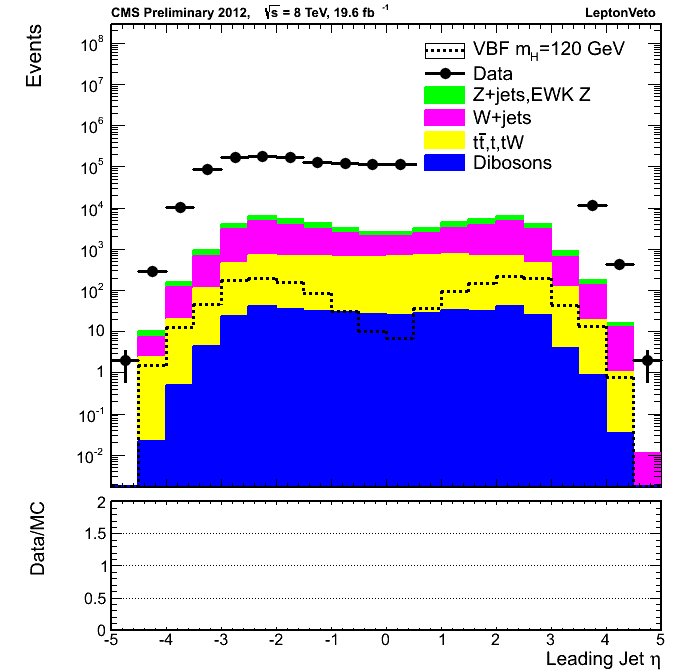 CMS Preliminary 2012, √s = 8 TeV, 19.6 fb⁻¹ LeptonVeto
Events
10⁸
10⁷
10⁶
10⁵
10⁴
10³
10²
10
1
10⁻¹
10⁻²
VBF m_H=120 GeV
Data
Z+jets,EWK Z
W+jets
tt̄,t,tW
Dibosons
Data/MC
2
1.5
1
0.5
0
-5 -4 -3 -2 -1 0 1 2 3 4 5
Leading Jet η